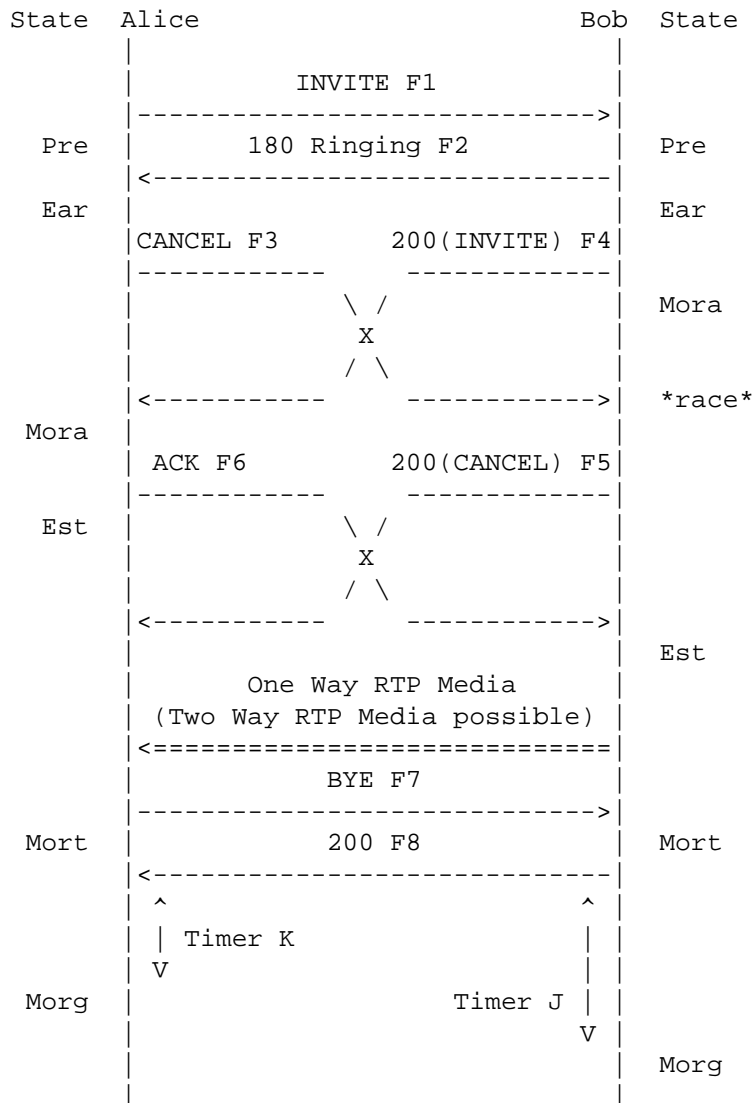 State Alice Bob State
INVITE F1
Pre 180 Ringing F2 Pre
Ear Ear
CANCEL F3 200(INVITE) F4
Mora
X
*race*
Mora
ACK F6 200(CANCEL) F5
Est
X
Est
One Way RTP Media
(Two Way RTP Media possible)
BYE F7
Mort 200 F8 Mort
Timer K
V
Morg Timer J
V
Morg